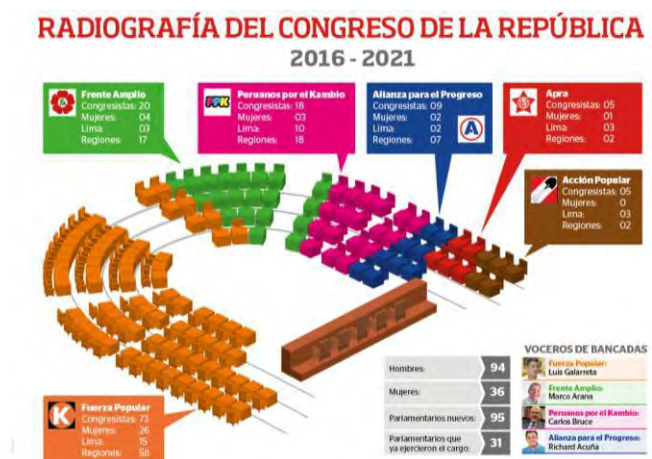 RADIOGRAFÍA DEL CONGRESO DE LA REPÚBLICA
2016 - 2021
Frente Amplio
Congresistas: 20
Mujeres: 04
Lima: 03
Regiones: 17
PPK
Peruanos por el Kambio
Congresistas: 18
Mujeres: 03
Lima: 10
Regiones: 18
Alianza para el Progreso
Congresistas: 09
Mujeres: 02
Lima: 02
Regiones: 07
A
Apra
Congresistas: 05
Mujeres: 01
Lima: 03
Regiones: 02
Acción Popular
Congresistas: 05
Mujeres: 0
Lima: 03
Regiones: 02
K
Fuerza Popular
Congresistas: 73
Mujeres: 26
Lima: 15
Regiones: 58
Hombres: 94
Mujeres: 36
Parlamentarios nuevos: 95
Parlamentarios que
ya ejercieron el cargo: 31
VOCEROS DE BANCADAS
Fuerza Popular:
Luis Galarreta
Frente Amplio:
Marco Arana
Peruanos por el Kambio:
Carlos Bruce
Alianza para el Progreso:
Richard Acuña